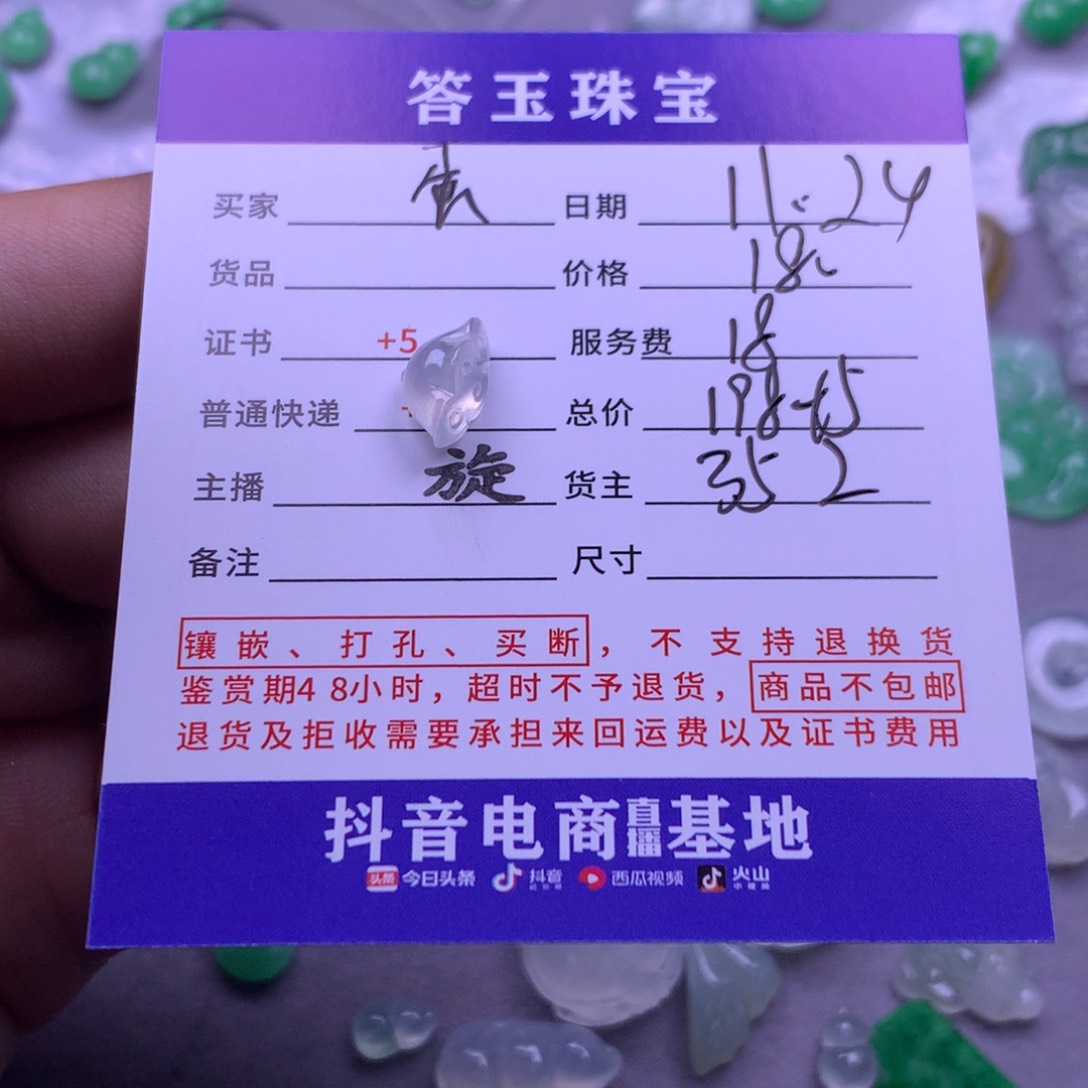 答玉珠宝
买家 日期 11.24
货品 价格 180
证书 +5 服务费 18
普通快递 总价 198+15
主播 旋 货主 352
备注 尺寸
镶嵌、打孔、买断，不支持退换货
鉴赏期48小时，超时不予退货，商品不包邮
退货及拒收需要承担来回运费以及证书费用
抖音电商直播基地
头条 今日头条 抖音 西瓜视频 火山